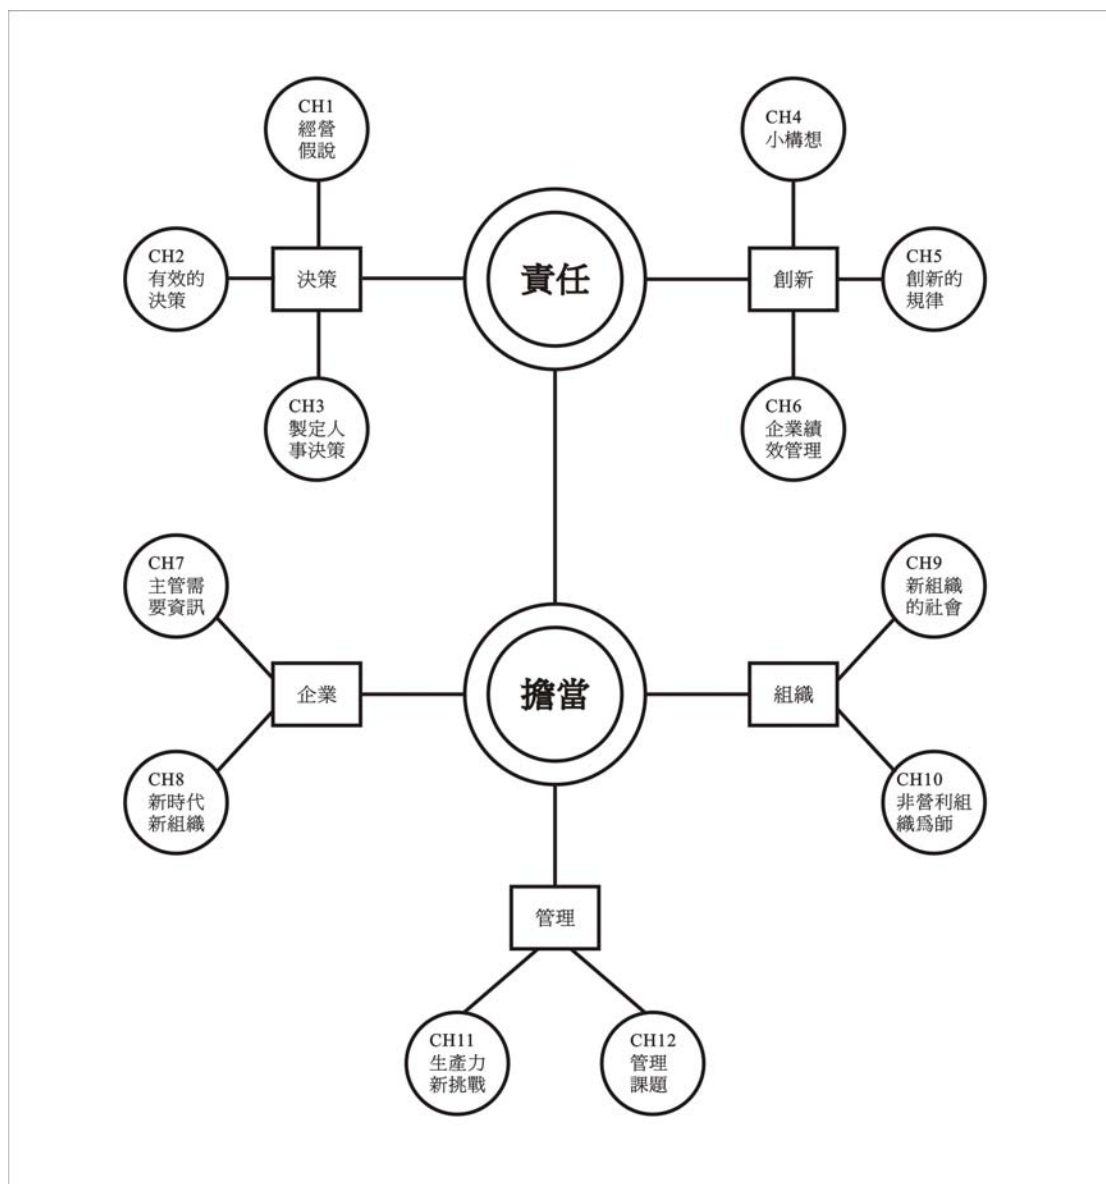 CH1
經營
假說
CH4
小構想
CH2
有效的
決策
決策
責任
創新
CH5
創新的
規律
CH3
製定人
事決策
CH6
企業績
效管理
CH7
主管需
要資訊
CH9
新組織
的社會
企業
擔當
組織
CH8
新時代
新組織
CH10
非營利組
織爲師
管理
CH11
生產力
新挑戰
CH12
管理
課題